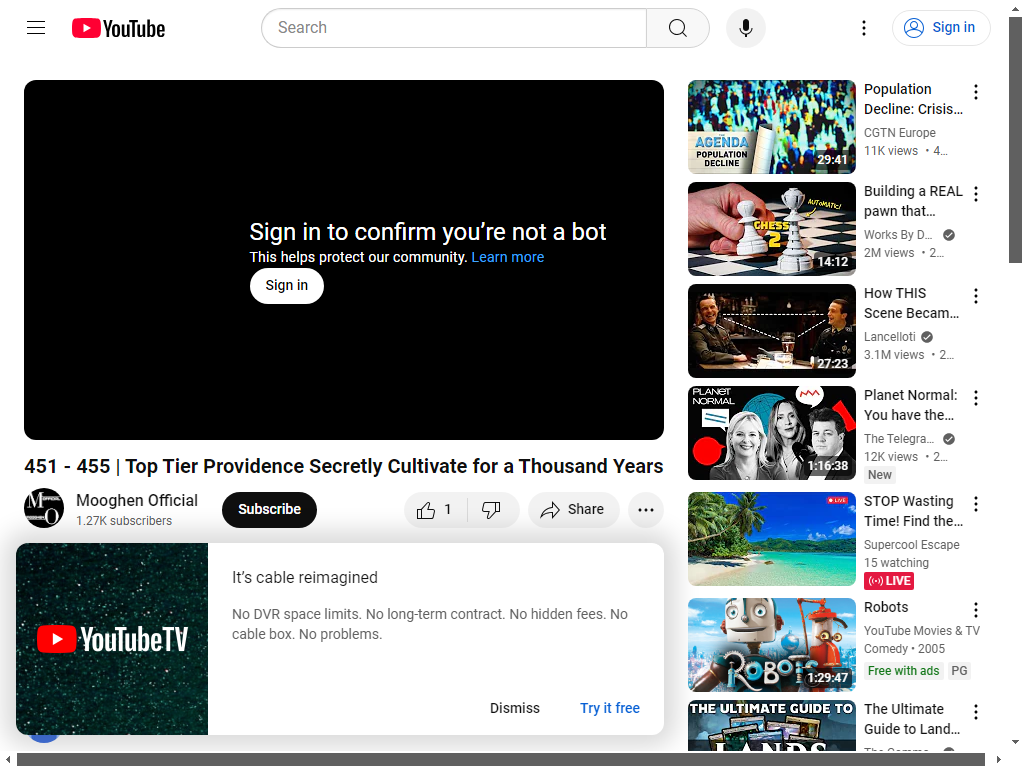 YouTube
Search
Sign in
Sign in to confirm you’re not a bot
This helps protect our community. Learn more
Sign in
451 - 455 | Top Tier Providence Secretly Cultivate for a Thousand Years
Mooghen Official
1.27K subscribers
Subscribe
1
Share
YouTubeTV
It’s cable reimagined
No DVR space limits. No long-term contract. No hidden fees. No
cable box. No problems.
Dismiss
Try it free
THE AGENDA
POPULATION
DECLINE
29:41
Population
Decline: Crisis…
CGTN Europe
11K views • 4…
AUTOMATIC!
CHESS
2
14:12
Building a REAL
pawn that…
Works By D…
2M views • 2…
27:23
How THIS
Scene Becam…
Lancelloti
3.1M views • 2…
PLANET
NORMAL
1:16:38
Planet Normal:
You have the…
The Telegra…
12K views • 2…
New
LIVE
STOP Wasting
Time! Find the…
Supercool Escape
15 watching
LIVE
ROBOTS
1:29:47
Robots
YouTube Movies & TV
Comedy • 2005
Free with ads
PG
THE ULTIMATE GUIDE TO
LANDS
The Ultimate
Guide to Land…